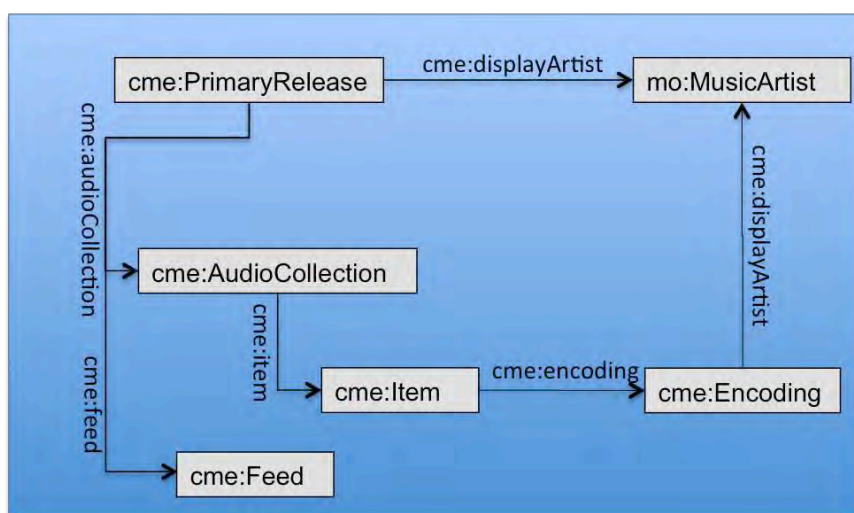 cme:PrimaryRelease
cme:displayArtist
mo:MusicArtist
cme:audioCollection
cme:displayArtist
cme:AudioCollection
cme:item
cme:feed
cme:Item
cme:encoding
cme:Encoding
cme:Feed